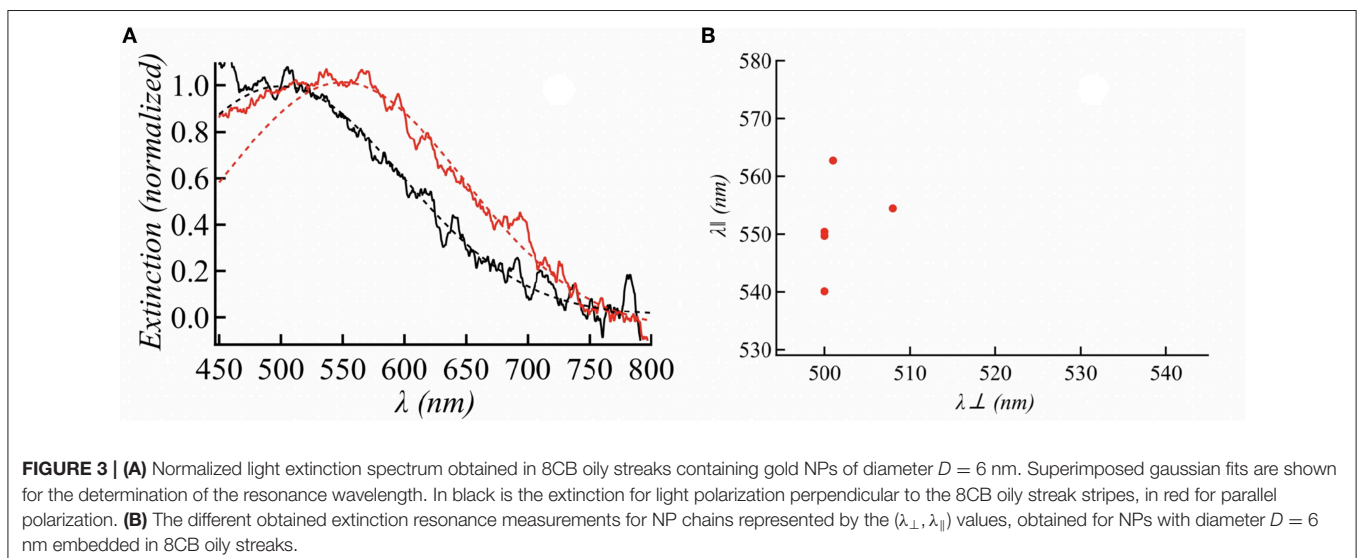 A
B
Extinction (normalized)
1.0
0.8
0.6
0.4
0.2
0.0
450 500 550 600 650 700 750 800
λ (nm)
λ∥ (nm)
580
570
560
550
540
530
500 510 520 530 540
λ⊥ (nm)
FIGURE 3 | (A) Normalized light extinction spectrum obtained in 8CB oily streaks containing gold NPs of diameter D = 6 nm. Superimposed gaussian fits are shown
for the determination of the resonance wavelength. In black is the extinction for light polarization perpendicular to the 8CB oily streak stripes, in red for parallel
polarization. (B) The different obtained extinction resonance measurements for NP chains represented by the (λ⊥, λ∥) values, obtained for NPs with diameter D = 6
nm embedded in 8CB oily streaks.